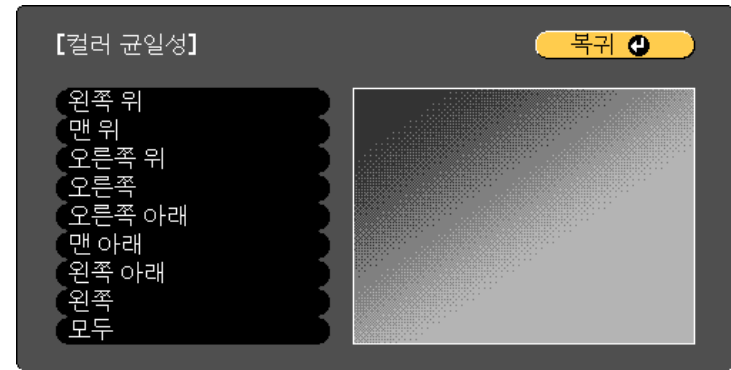 [컬러 균일성]
복귀
왼쪽 위
맨 위
오른쪽 위
오른쪽
오른쪽 아래
맨 아래
왼쪽 아래
왼쪽
모두